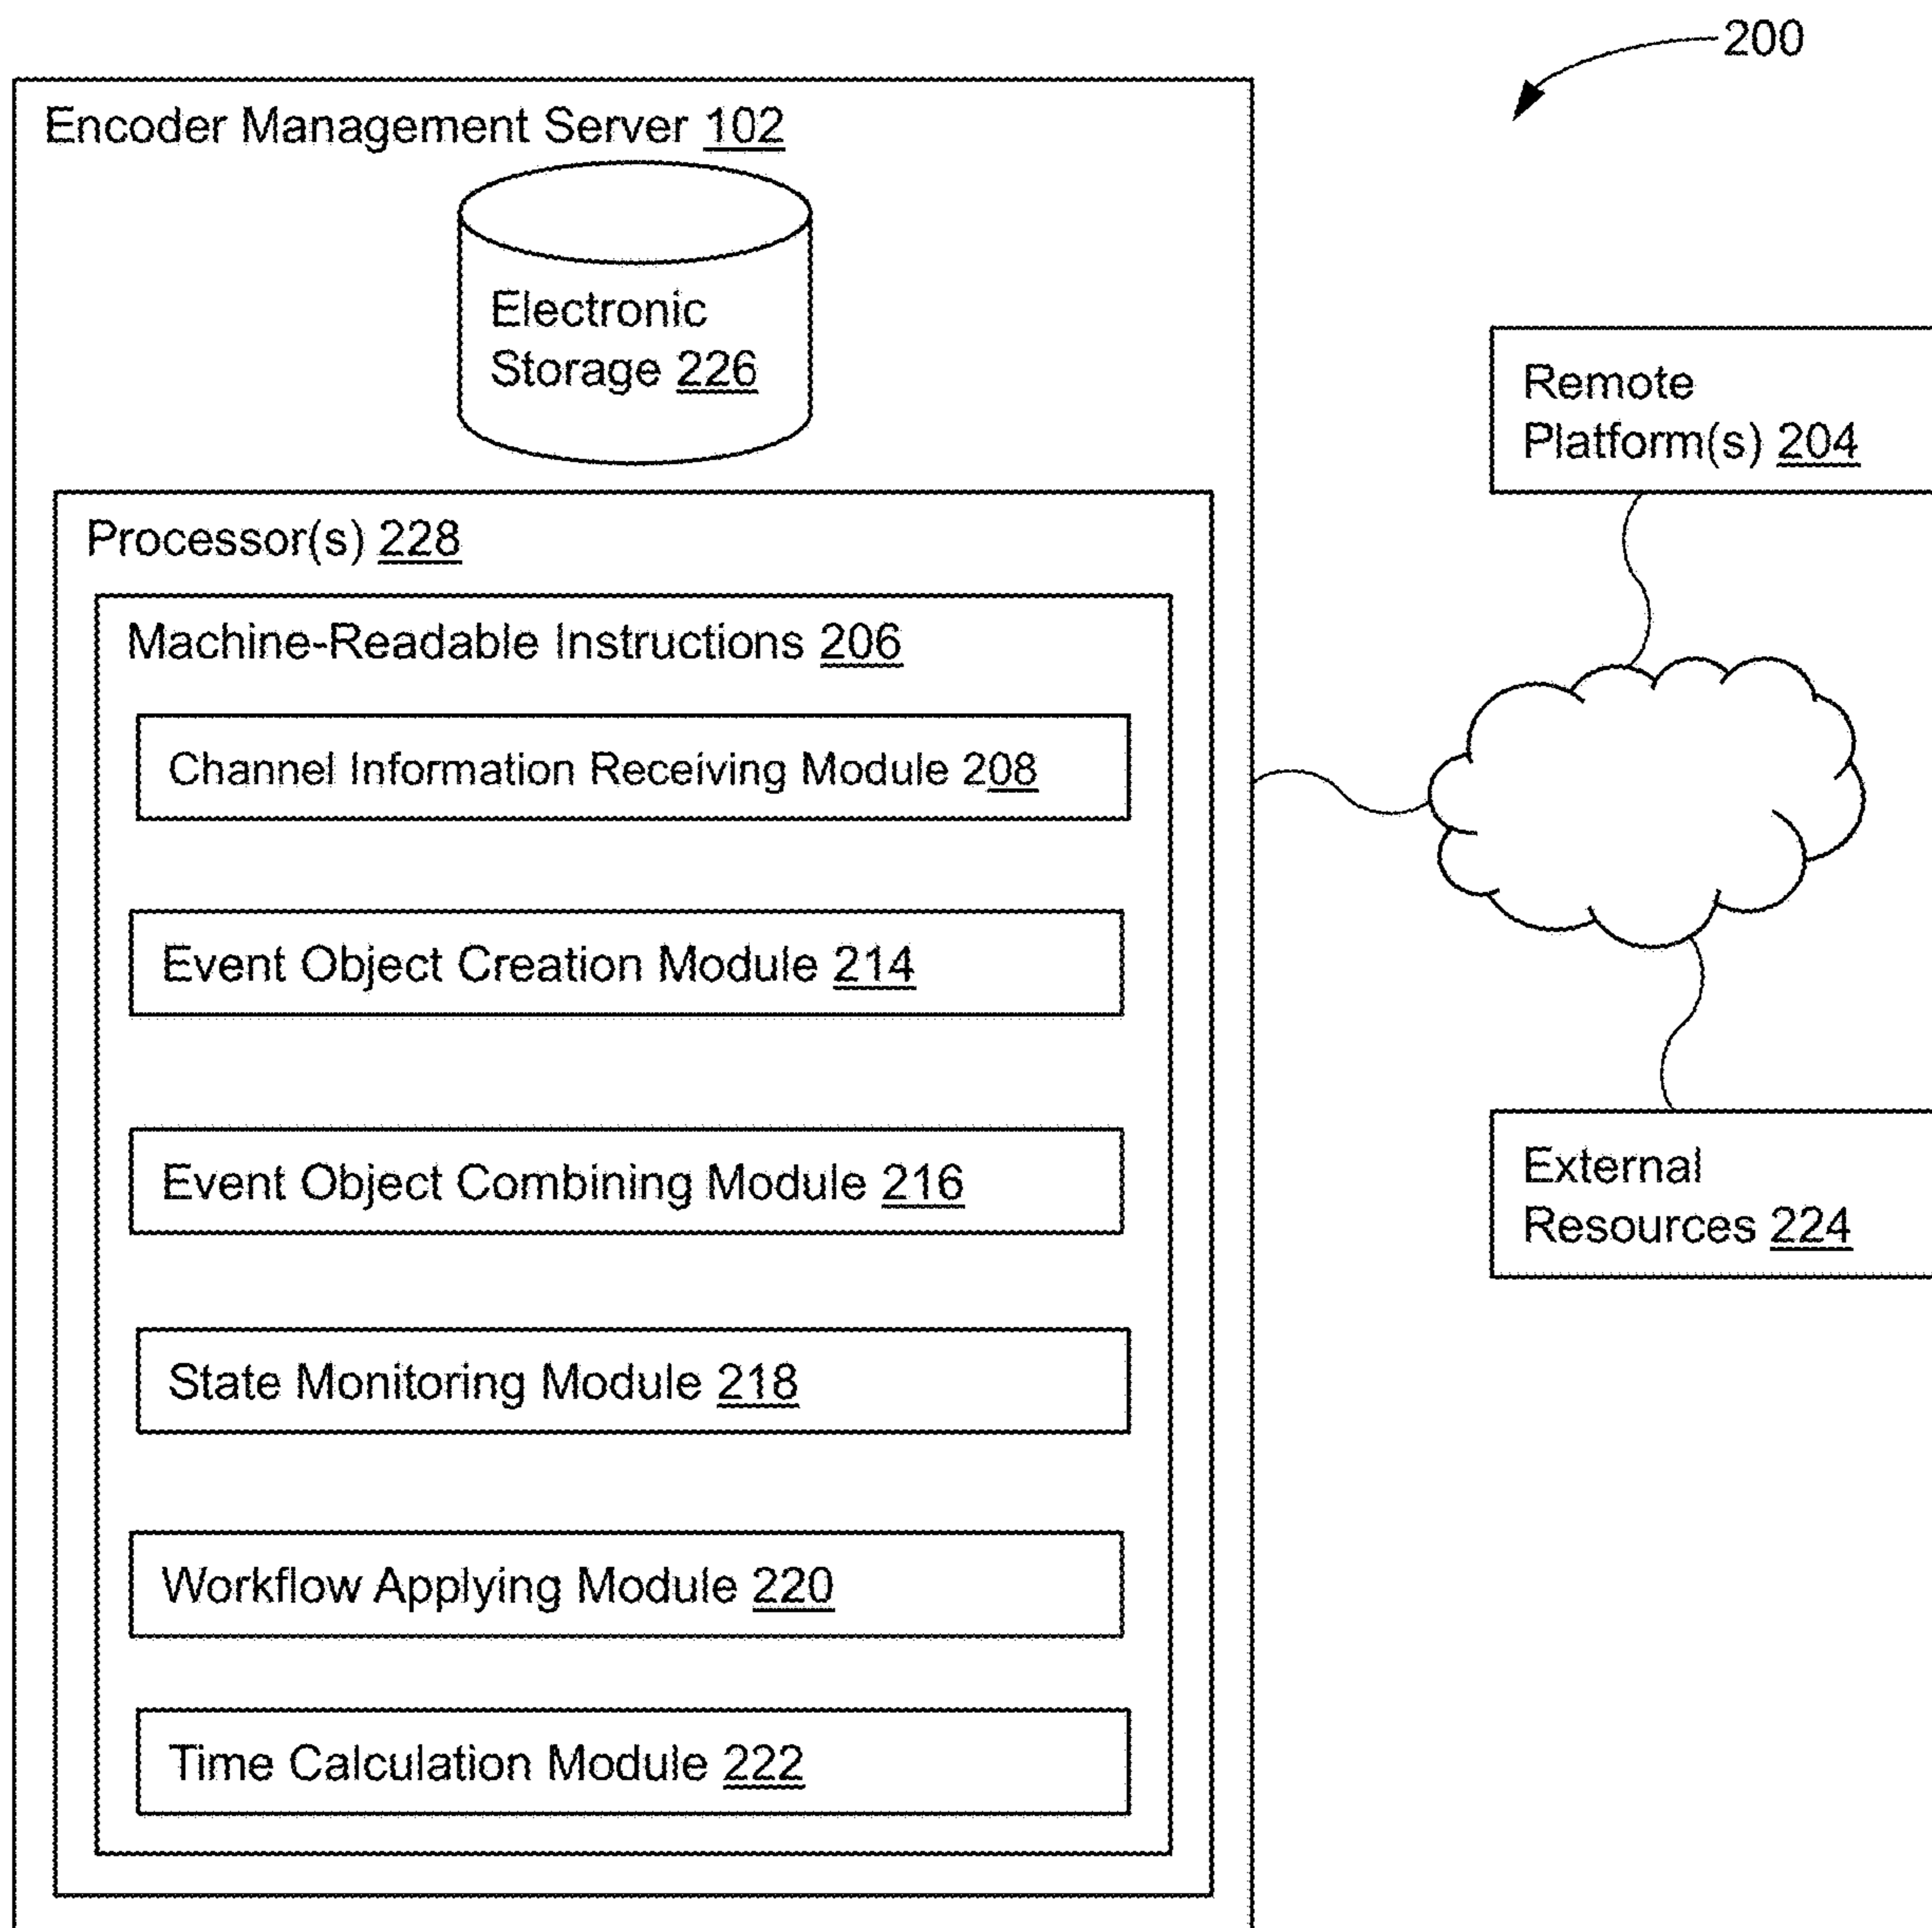 200
Encoder Management Server 102
Electronic
Storage 226
Remote
Platform(s) 204
Processor(s) 228
Machine-Readable Instructions 206
Channel Information Receiving Module 208
Event Object Creation Module 214
Event Object Combining Module 216
External
Resources 224
State Monitoring Module 218
Workflow Applying Module 220
Time Calculation Module 222